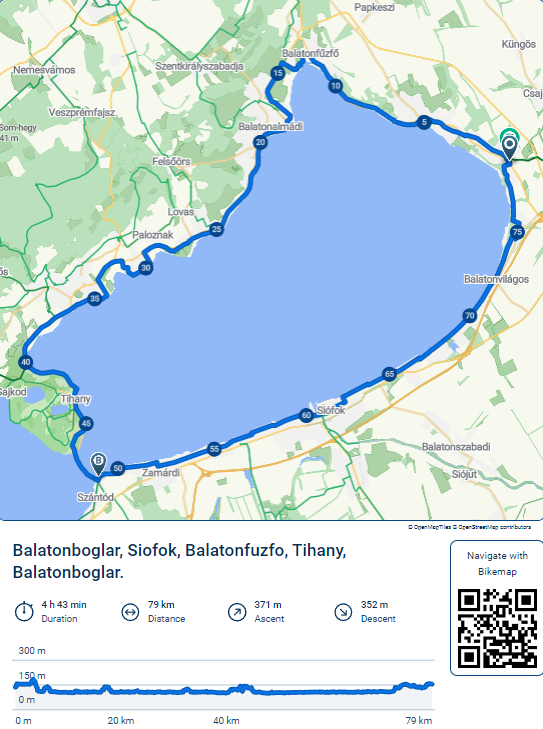 Papkeszi
Balatonfűzfő
Küngös
Nemesvámos
Szentkirályszabadja
15
10
Csaj
Veszprémfajsz
5
Som-hegy
41 m
Balatonalmádi
20
Felsőörs
Lovas
25
75
Paloznak
30
ős
Balatonvilágos
35
70
40
65
Sajkod
Tihany
60
Siófok
45
55
Balatonszabadi
B
50
Zamárdi
Siójut
Szántód
© OpenMapTiles © OpenStreetMap contributors
Balatonboglar, Siofok, Balatonfuzfo, Tihany,
Balatonboglar.
Navigate with
Bikemap
4 h 43 min
Duration
79 km
Distance
371 m
Ascent
352 m
Descent
300 m
150 m
0 m
0 m
20 km
40 km
79 km